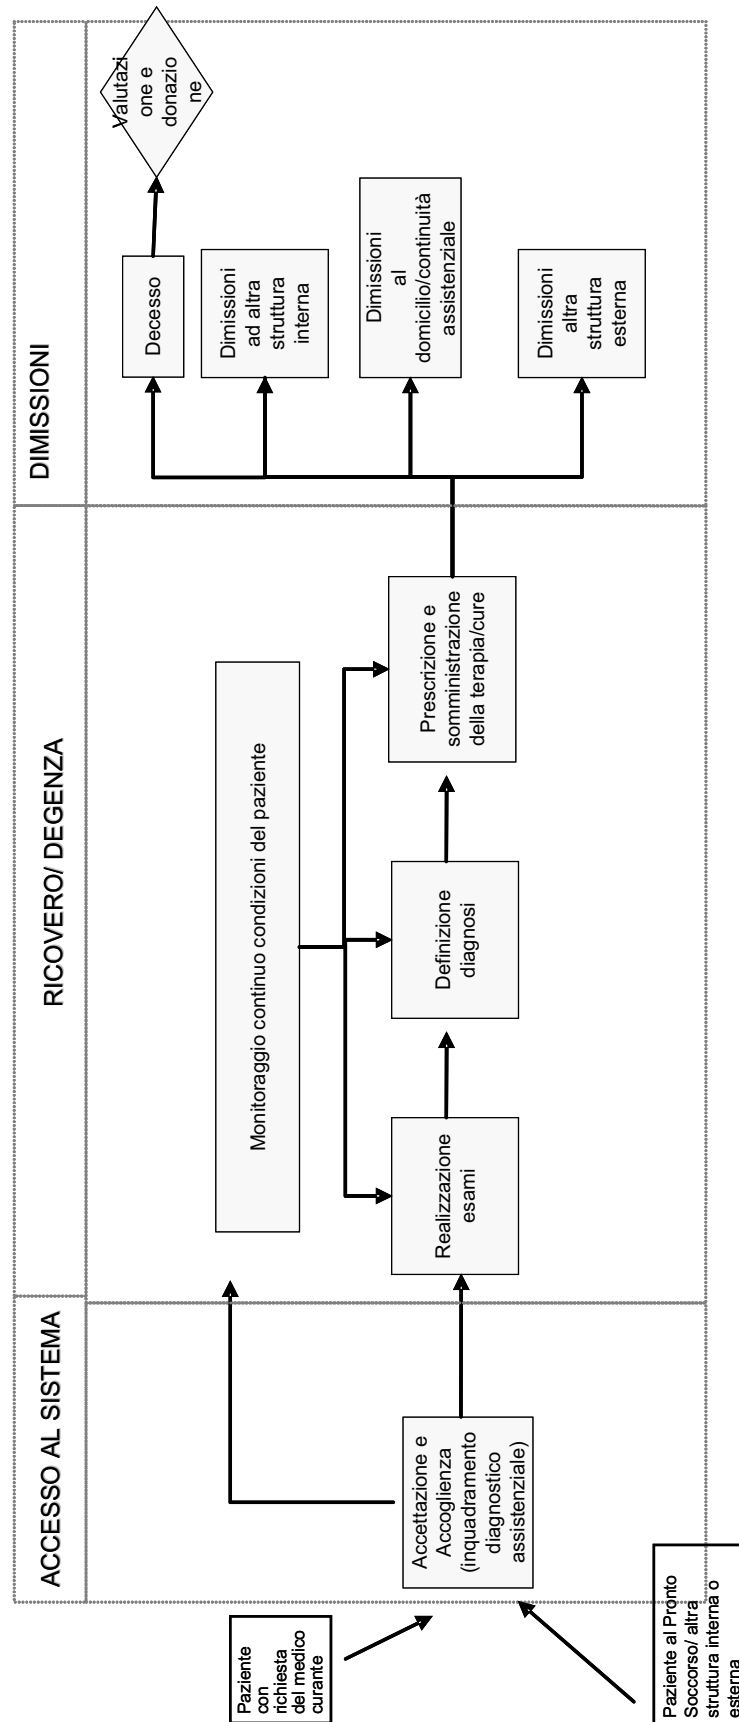 ACCESSO AL SISTEMA
RICOVERO/ DEGENZA
DIMISSIONI
Paziente
con
richiesta
del medico
curante
Paziente al Pronto
Soccorso/ altra
struttura interna o
esterna
Accettazione e
Accoglienza
(inquadramento
diagnostico
assistenziale)
Monitoraggio continuo condizioni del paziente
Realizzazione
esami
Definizione
diagnosi
Prescrizione e
somministrazione
della terapia/cure
Decesso
Valutazi
one e
donazio
ne
Dimissioni
ad altra
struttura
interna
Dimissioni
al
domicilio/continuità
assistenziale
Dimissioni
altra
struttura
esterna